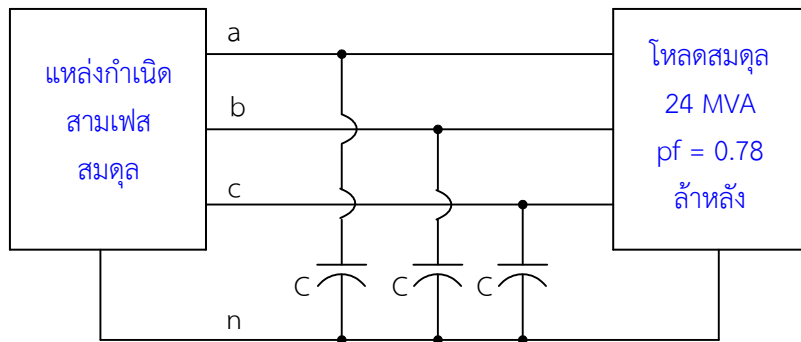 แหล่งกำเนิด
สามเฟส
สมดุล
a
b
c
n
C
C
C
โหลดสมดุล
24 MVA
pf = 0.78
ล้าหลัง